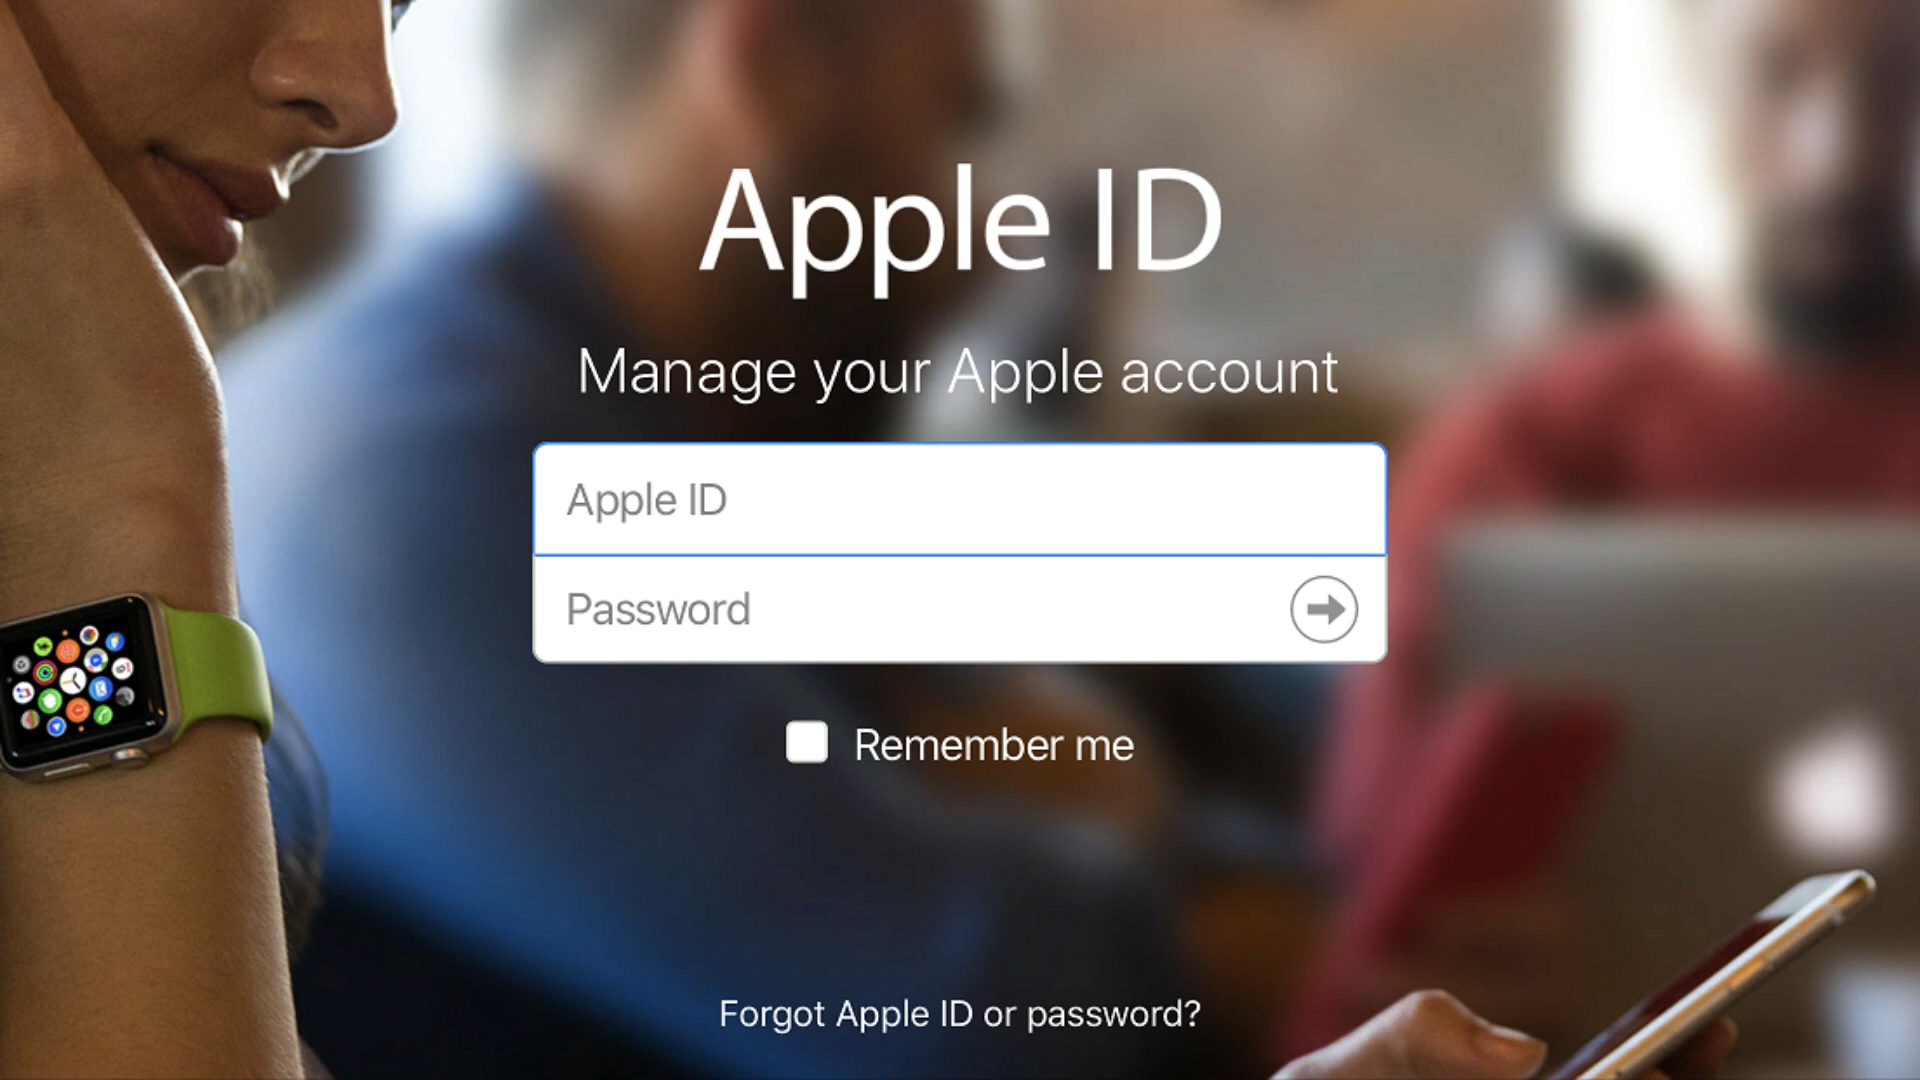 Apple ID
Manage your Apple account
Apple ID
Password
Remember me
Forgot Apple ID or password?